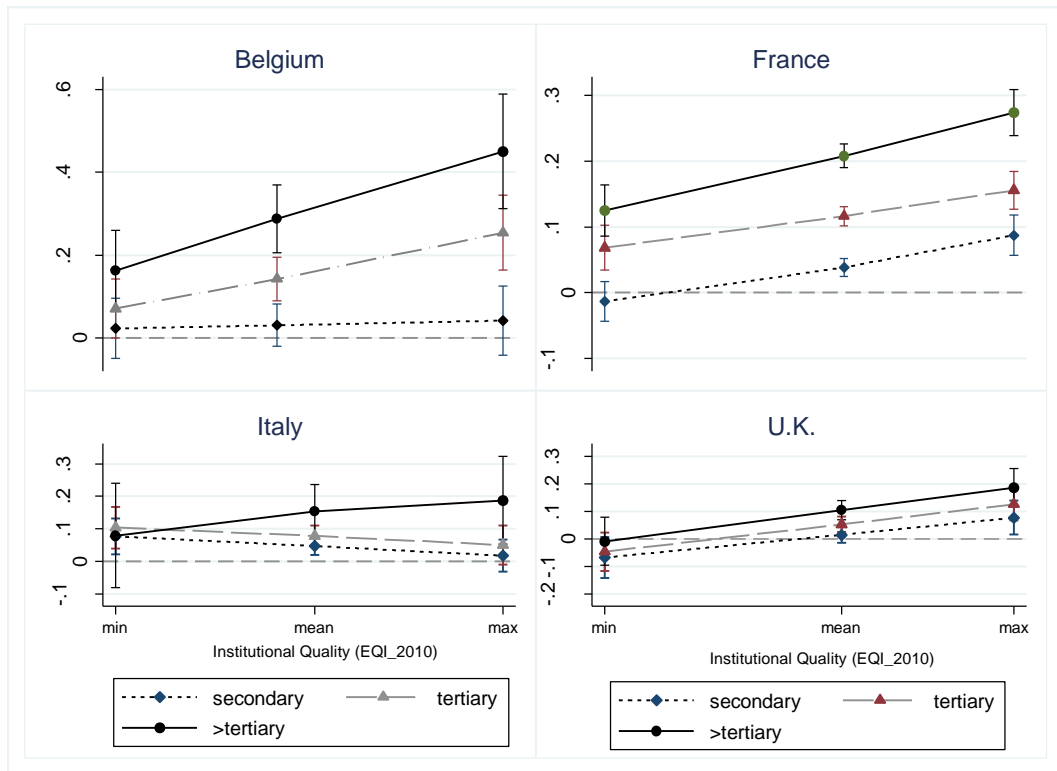 Belgium
.6
.4
.2
0
France
.3
.2
.1
0
-.1
Italy
.3
.2
.1
0
-.1
min
mean
max
Institutional Quality (EQI_2010)
U.K.
.3
.2
.1
0
-.1
-.2
min
mean
max
Institutional Quality (EQI_2010)
secondary
tertiary
>tertiary
secondary
tertiary
>tertiary